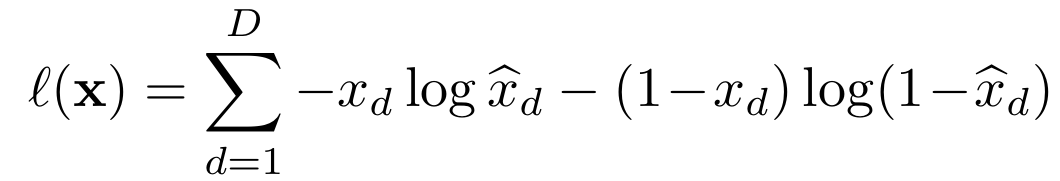 ℓ(𝐱) = ∑_{d=1}^{D} −x_d log x̂_d − (1−x_d) log(1−x̂_d)